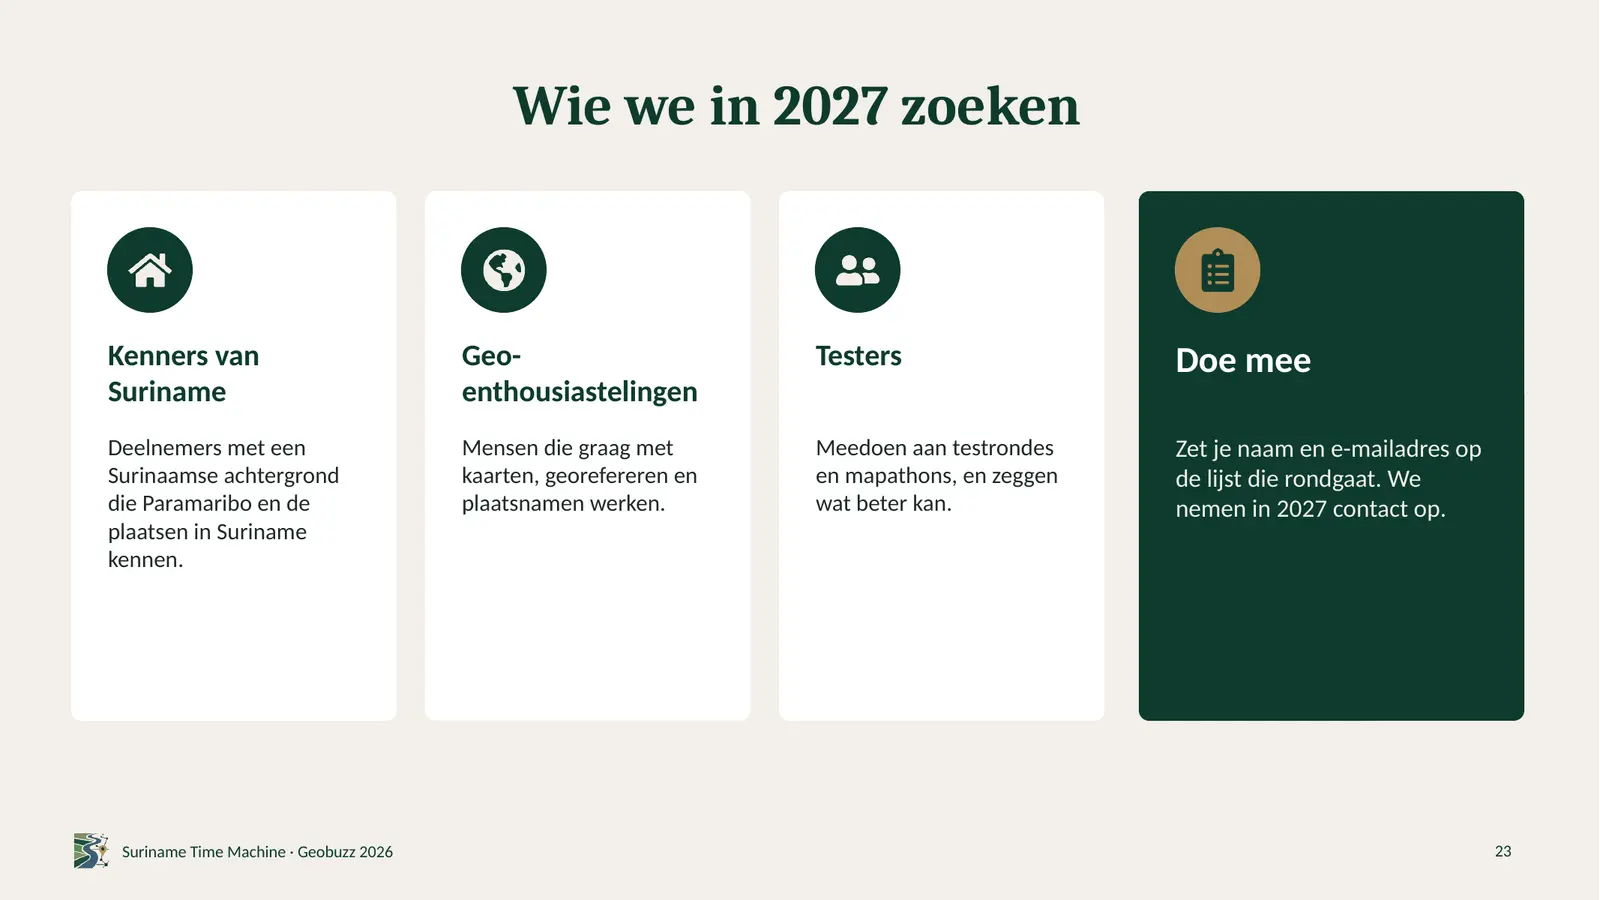 Wie we in 2027 zoeken
Kenners van
Suriname
Deelnemers met een
Surinaamse achtergrond
die Paramaribo en de
plaatsen in Suriname
kennen.
Geo-
enthousiastelingen
Mensen die graag met
kaarten, georefereren en
plaatsnamen werken.
Testers
Meedoen aan testrondes
en mapathons, en zeggen
wat beter kan.
Doe mee
Zet je naam en e-mailadres op
de lijst die rondgaat. We
nemen in 2027 contact op.
Suriname Time Machine · Geobuzz 2026
23